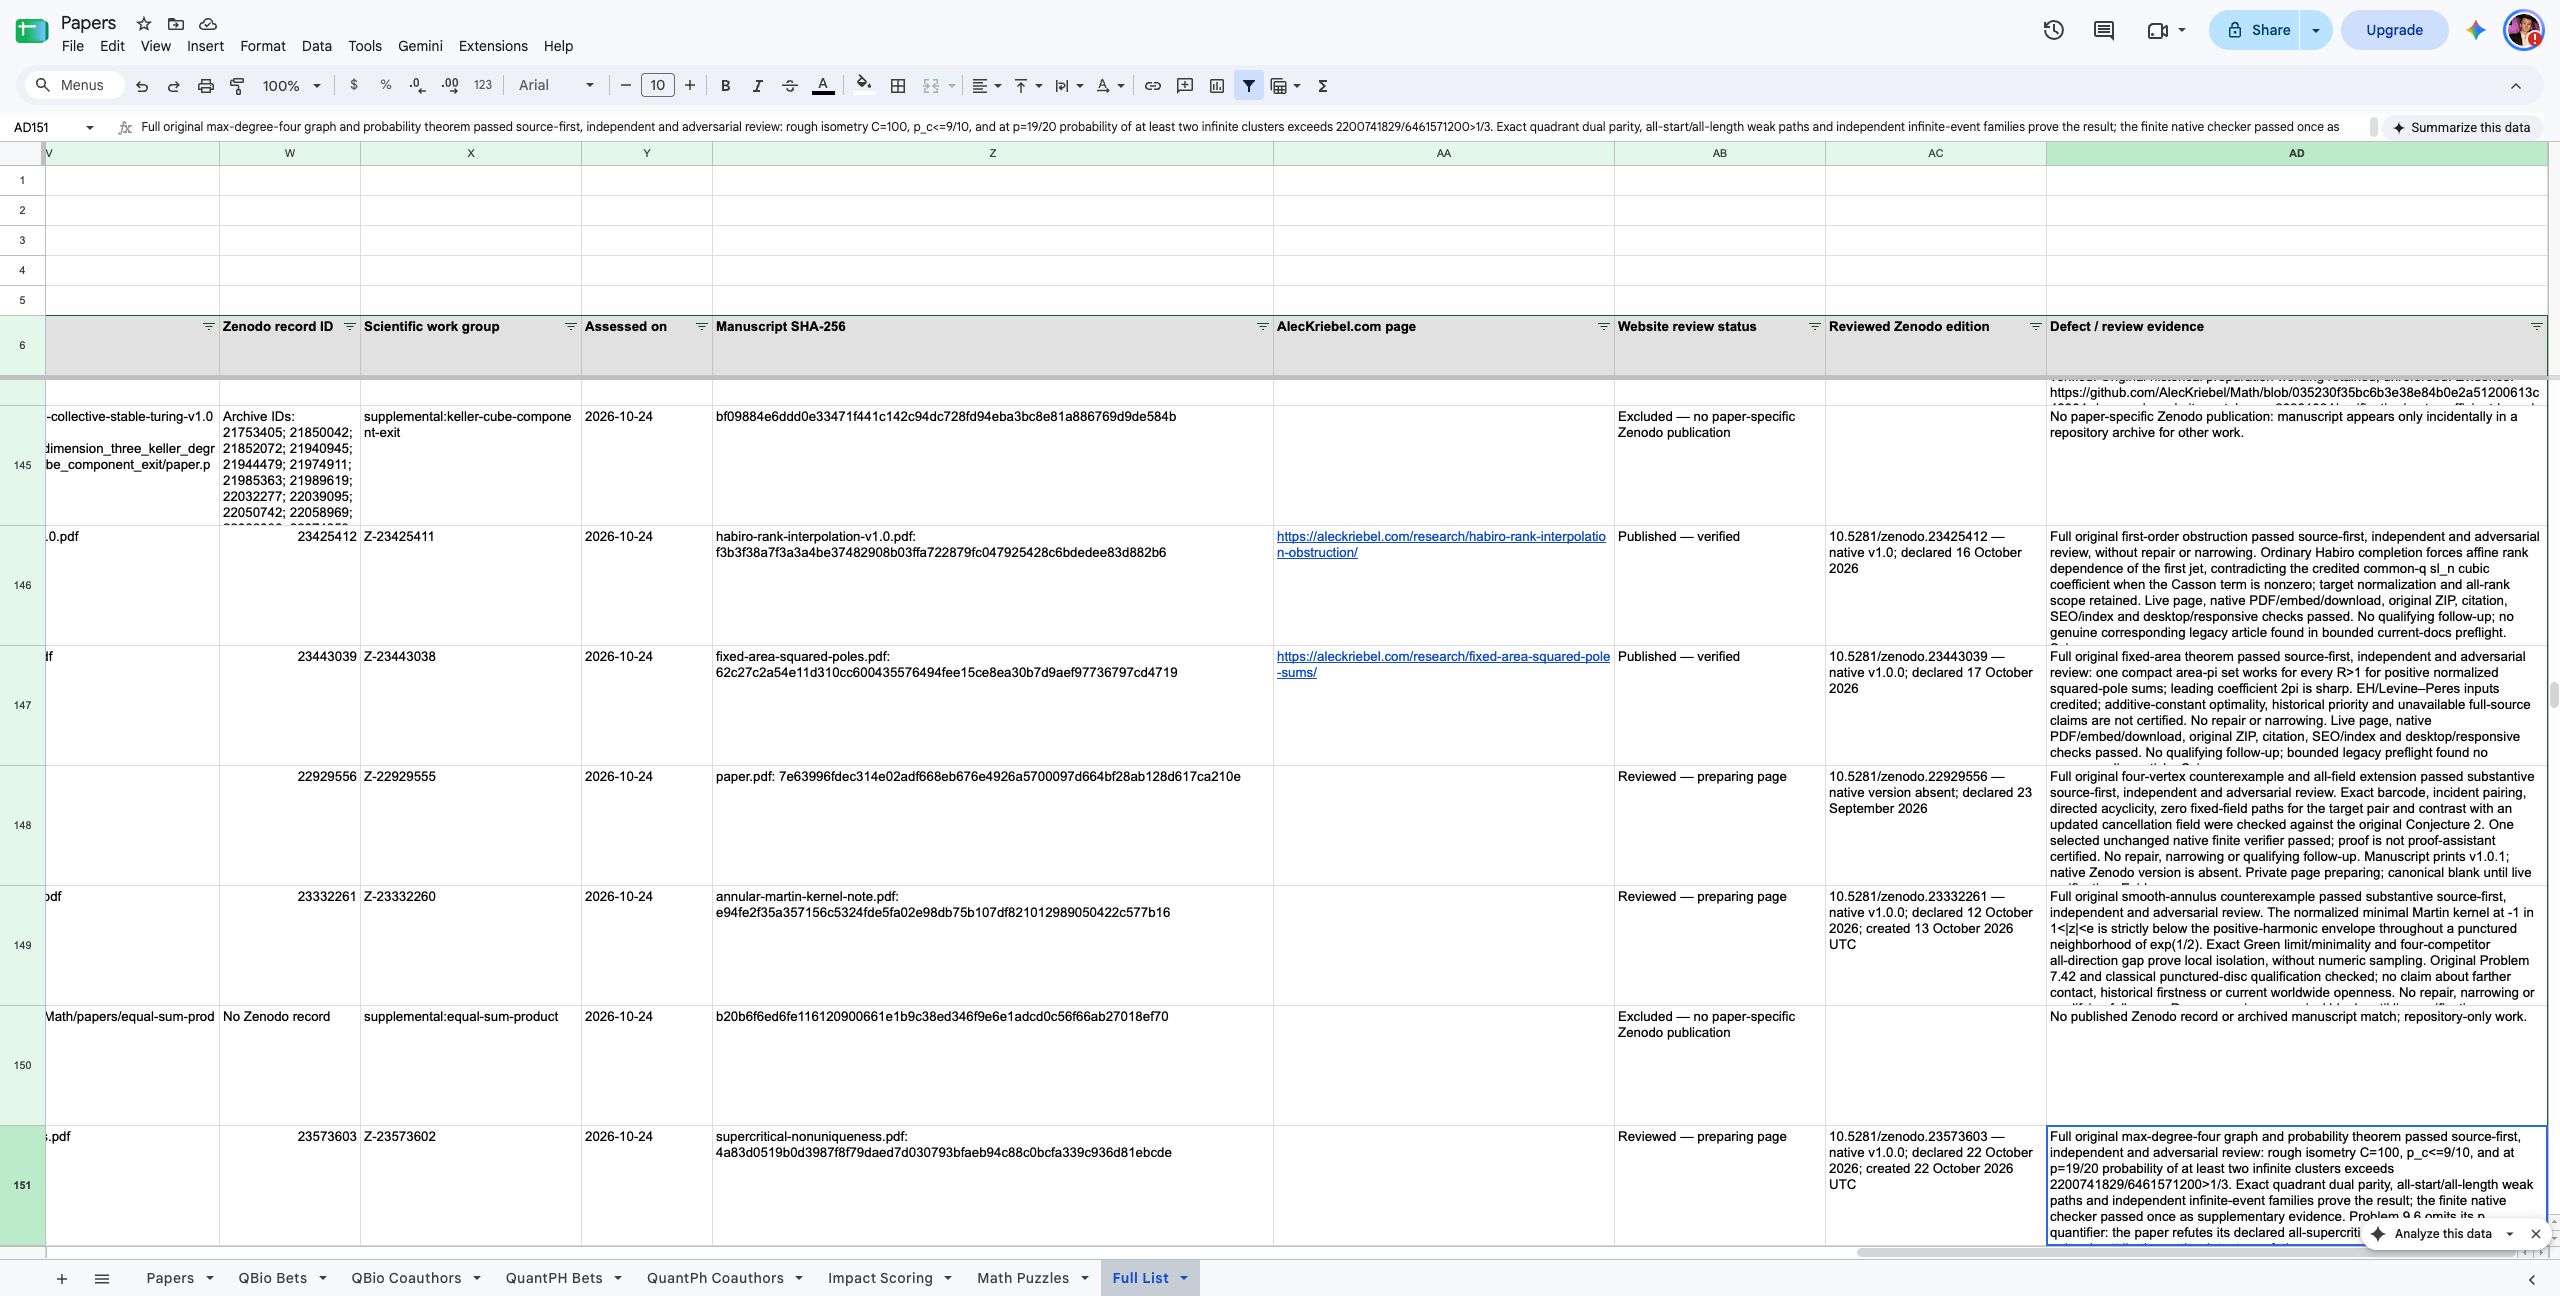 Papers
File Edit View Insert Format Data Tools Gemini Extensions Help
Share
Upgrade
Menus
100%
$ % .0 .00 123
Arial
10
AD151
Full original max-degree-four graph and probability theorem passed source-first, independent and adversarial review: rough isometry C=100, p_c<=9/10, and at p=19/20 probability of at least two infinite clusters exceeds 2200741829/6461571200>1/3. Exact quadrant dual parity, all-start/all-length weak paths and independent infinite-event families prove the result; the finite native checker passed once as
Summarize this data
V W X Y Z AA AB AC AD
1
2
3
4
5
6
Zenodo record ID
Scientific work group
Assessed on
Manuscript SHA-256
AlecKriebel.com page
Website review status
Reviewed Zenodo edition
Defect / review evidence
https://github.com/AlecKriebel/Math/blob/035230f35bc6b3e38e84b0e2a51200613c
145
-collective-stable-turing-v1.0
dimension_three_keller_degr
be_component_exit/paper.p
Archive IDs:
21753405; 21850042;
21852072; 21940945;
21944479; 21974911;
21985363; 21989619;
22032277; 22039095;
22050742; 22058969;
supplemental:keller-cube-compone
nt-exit
2026-10-24
bf09884e6ddd0e33471f441c142c94dc728fd94eba3bc8e81a886769d9de584b
Excluded — no paper-specific
Zenodo publication
No paper-specific Zenodo publication: manuscript appears only incidentally in a
repository archive for other work.
146
.0.pdf
23425412
Z-23425411
2026-10-24
habiro-rank-interpolation-v1.0.pdf:
f3b3f38a7f3a3a4be37482908b03ffa722879fc047925428c6bdedee83d882b6
https://aleckriebel.com/research/habiro-rank-interpolatio
n-obstruction/
Published — verified
10.5281/zenodo.23425412 —
native v1.0; declared 16 October
2026
Full original first-order obstruction passed source-first, independent and adversarial
review, without repair or narrowing. Ordinary Habiro completion forces affine rank
dependence of the first jet, contradicting the credited common-q sl_n cubic
coefficient when the Casson term is nonzero; target normalization and all-rank
scope retained. Live page, native PDF/embed/download, original ZIP, citation,
SEO/index and desktop/responsive checks passed. No qualifying follow-up; no
genuine corresponding legacy article found in bounded current-docs preflight.
147
df
23443039
Z-23443038
2026-10-24
fixed-area-squared-poles.pdf:
62c27c2a54e11d310cc600435576494fee15ce8ea30b7d9aef97736797cd4719
https://aleckriebel.com/research/fixed-area-squared-pole
-sums/
Published — verified
10.5281/zenodo.23443039 —
native v1.0.0; declared 17 October
2026
Full original fixed-area theorem passed source-first, independent and adversarial
review: one compact area-pi set works for every R>1 for positive normalized
squared-pole sums; leading coefficient 2pi is sharp. EH/Levine–Peres inputs
credited; additive-constant optimality, historical priority and unavailable full-source
claims are not certified. No repair or narrowing. Live page, native
PDF/embed/download, original ZIP, citation, SEO/index and desktop/responsive
checks passed. No qualifying follow-up; bounded legacy preflight found no
148
22929556
Z-22929555
2026-10-24
paper.pdf: 7e63996fdec314e02adf668eb676e4926a5700097d664bf28ab128d617ca210e
Reviewed — preparing page
10.5281/zenodo.22929556 —
native version absent; declared 23
September 2026
Full original four-vertex counterexample and all-field extension passed substantive
source-first, independent and adversarial review. Exact barcode, incident pairing,
directed acyclicity, zero fixed-field paths for the target pair and contrast with an
updated cancellation field were checked against the original Conjecture 2. One
selected unchanged native finite verifier passed; proof is not proof-assistant
certified. No repair, narrowing or qualifying follow-up. Manuscript prints v1.0.1;
native Zenodo version is absent. Private page preparing; canonical blank until live
149
pdf
23332261
Z-23332260
2026-10-24
annular-martin-kernel-note.pdf:
e94fe2f35a357156c5324fde5fa02e98db75b107df821012989050422c577b16
Reviewed — preparing page
10.5281/zenodo.23332261 —
native v1.0.0; declared 12 October
2026; created 13 October 2026
UTC
Full original smooth-annulus counterexample passed substantive source-first,
independent and adversarial review. The normalized minimal Martin kernel at -1 in
1<|z|<e is strictly below the positive-harmonic envelope throughout a punctured
neighborhood of exp(1/2). Exact Green limit/minimality and four-competitor
all-direction gap prove local isolation, without numeric sampling. Original Problem
7.42 and classical punctured-disc qualification checked; no claim about farther
contact, historical firstness or current worldwide openness. No repair, narrowing or
150
Math/papers/equal-sum-prod
No Zenodo record
supplemental:equal-sum-product
2026-10-24
b20b6f6ed6fe116120900661e1b9c38ed346f9e6e1adcd0c56f66ab27018ef70
Excluded — no paper-specific
Zenodo publication
No published Zenodo record or archived manuscript match; repository-only work.
151
s.pdf
23573603
Z-23573602
2026-10-24
supercritical-nonuniqueness.pdf:
4a83d0519b0d3987f8f79daed7d030793bfaeb94c88c0bcfa339c936d81ebcde
Reviewed — preparing page
10.5281/zenodo.23573603 —
native v1.0.0; declared 22 October
2026; created 22 October 2026
UTC
Full original max-degree-four graph and probability theorem passed source-first,
independent and adversarial review: rough isometry C=100, p_c<=9/10, and at
p=19/20 probability of at least two infinite clusters exceeds
2200741829/6461571200>1/3. Exact quadrant dual parity, all-start/all-length weak
paths and independent infinite-event families prove the result; the finite native
checker passed once as supplementary evidence. Problem 9.6 omits its p
quantifier: the paper refutes its declared all-supercriti
Analyze this data
Papers QBio Bets QBio Coauthors QuantPH Bets QuantPh Coauthors Impact Scoring Math Puzzles Full List